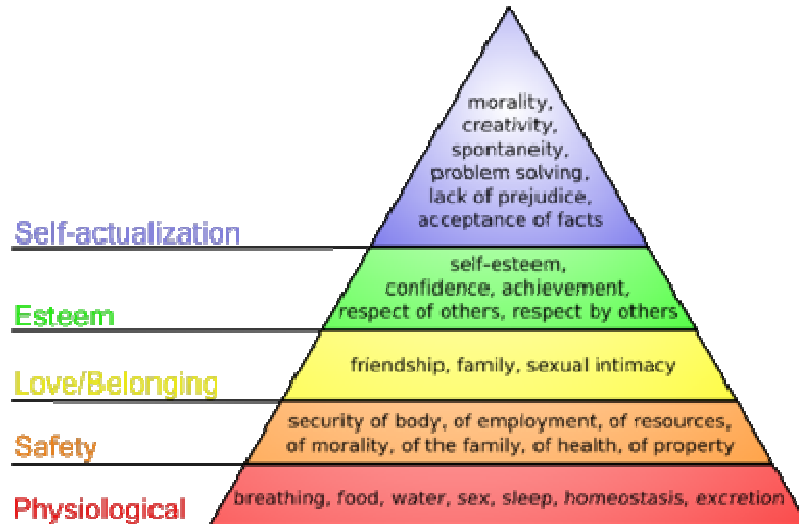 morality,
creativity,
spontaneity,
problem solving,
lack of prejudice,
acceptance of facts
Self-actualization
self-esteem,
confidence, achievement,
respect of others, respect by others
Esteem
friendship, family, sexual intimacy
Love/Belonging
security of body, of employment, of resources,
of morality, of the family, of health, of property
Safety
breathing, food, water, sex, sleep, homeostasis, excretion
Physiological